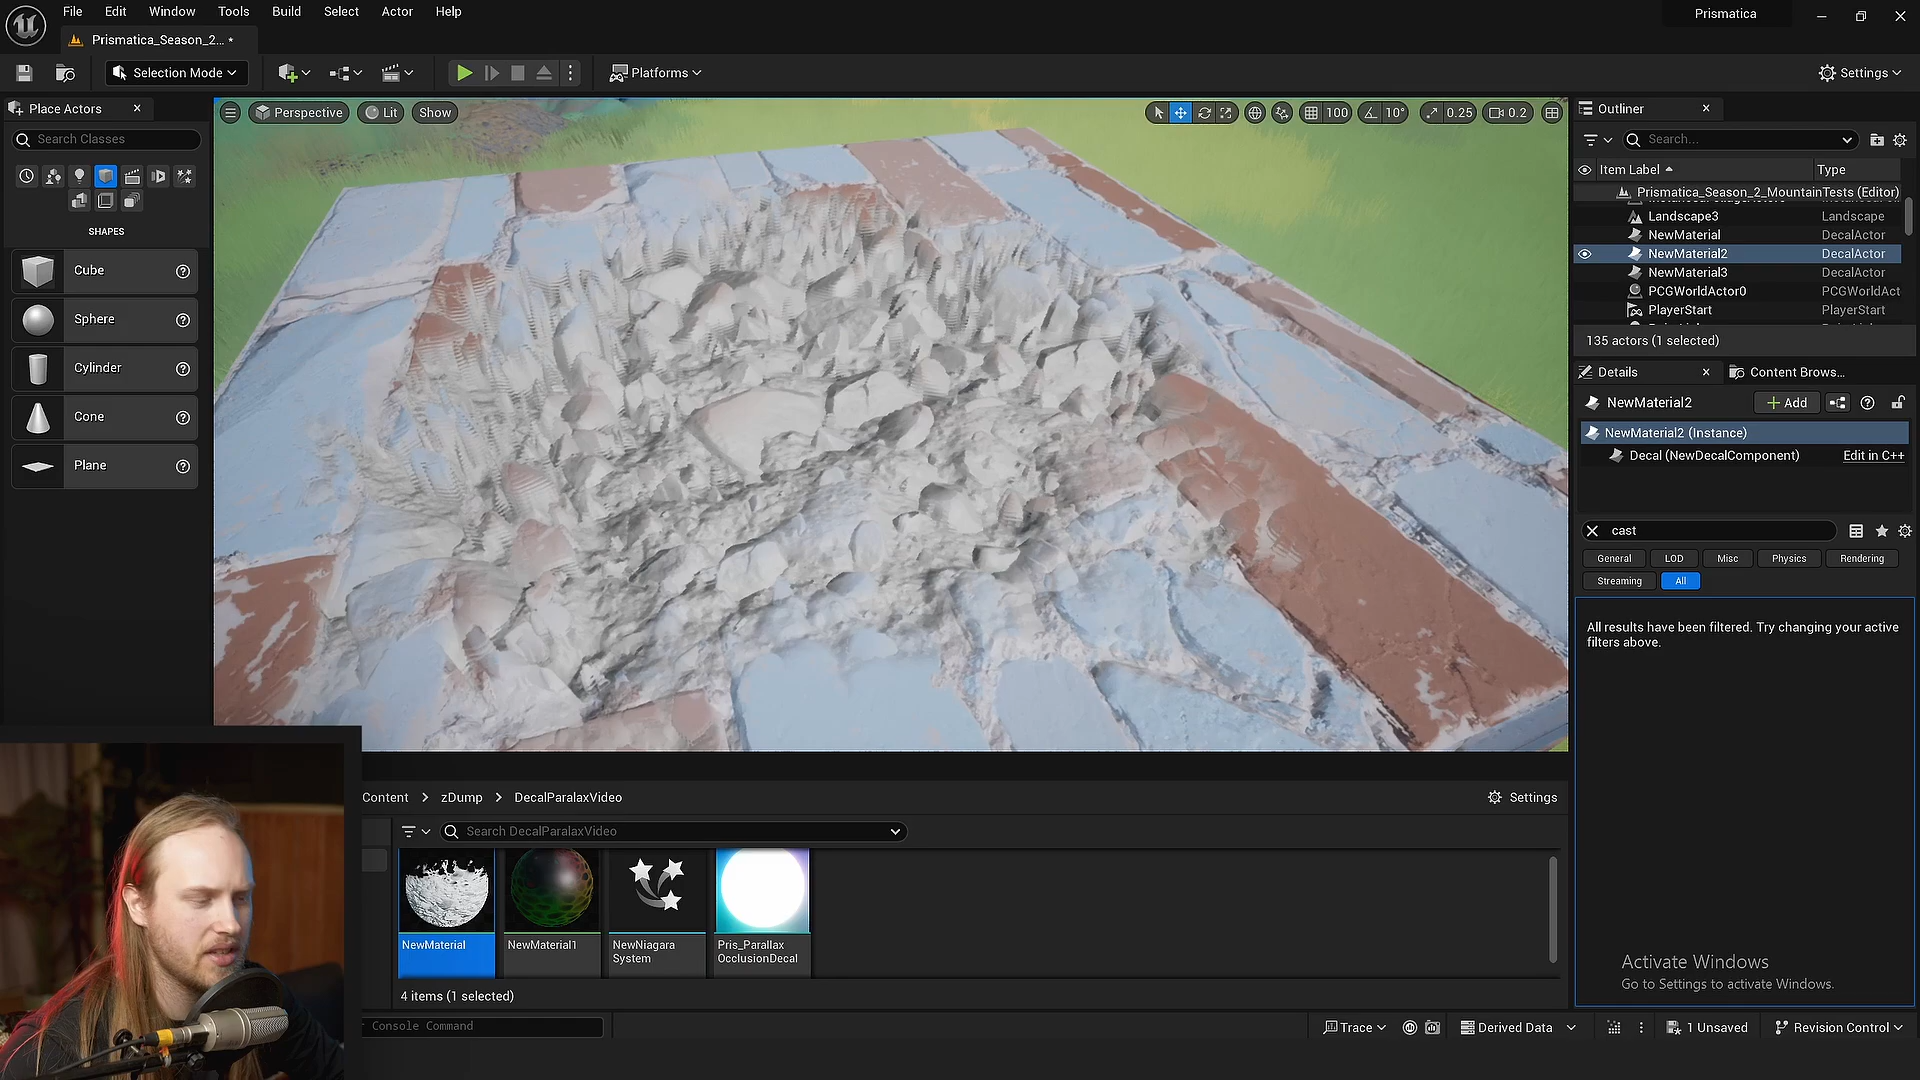 File Edit Window Tools Build Select Actor Help
Prismatica
Prismatica_Season_2... •
Selection Mode
Platforms
Settings
Place Actors
Search Classes
SHAPES
Cube
Sphere
Cylinder
Cone
Plane
Perspective
Lit
Show
100
10°
0.25
0.2
Outliner
Search...
Item Label
Type
Prismatica_Season_2_MountainTests (Editor)
Landscape3 Landscape
NewMaterial DecalActor
NewMaterial2 DecalActor
NewMaterial3 DecalActor
PCGWorldActor0 PCGWorldAct
PlayerStart PlayerStart
135 actors (1 selected)
Details
Content Brows...
NewMaterial2
Add
NewMaterial2 (Instance)
Decal (NewDecalComponent) Edit in C++
cast
General LOD Misc Physics Rendering
Streaming All
All results have been filtered. Try changing your active
filters above.
Content > zDump > DecalParalaxVideo
Settings
Search DecalParalaxVideo
NewMaterial
NewMaterial1
NewNiagara
System
Pris_Parallax
OcclusionDecal
4 items (1 selected)
Activate Windows
Go to Settings to activate Windows.
Console Command
Trace
Derived Data
1 Unsaved
Revision Control